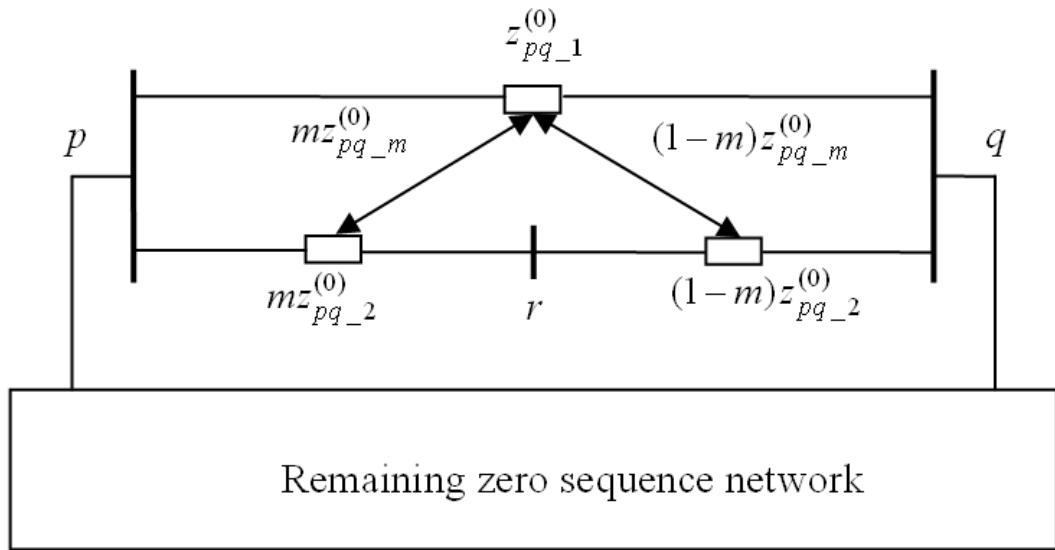 z_{pq_1}^{(0)}
p mz_{pq_m}^{(0)} (1−m)z_{pq_m}^{(0)} q
mz_{pq_2}^{(0)} r (1−m)z_{pq_2}^{(0)}
Remaining zero sequence network